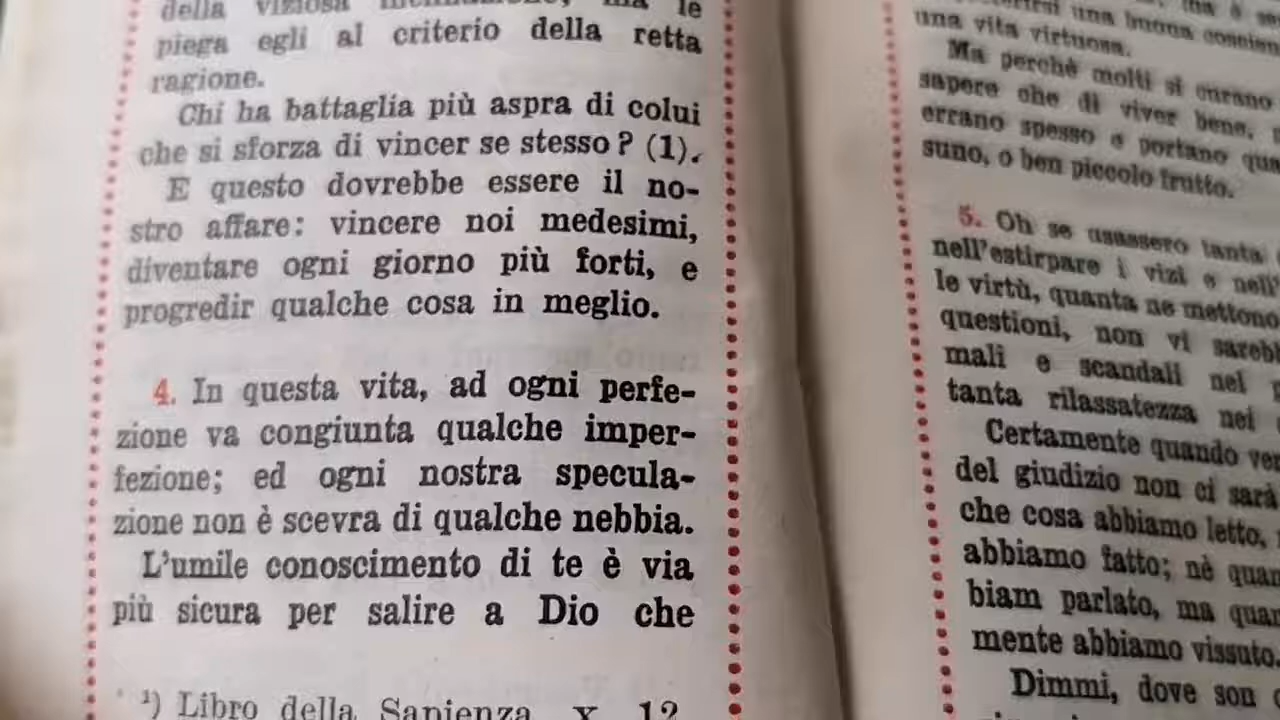 della viziosa ma le
piega egli al criterio della retta
ragione.
Chi ha battaglia più aspra di colui
che si sforza di vincer se stesso? (1).
E questo dovrebbe essere il no-
stro affare: vincere noi medesimi,
diventare ogni giorno più forti, e
progredir qualche cosa in meglio.
4. In questa vita, ad ogni perfe-
zione va congiunta qualche imper-
fezione; ed ogni nostra specula-
zione non è scevra di qualche nebbia.
L'umile conoscimento di te è via
più sicura per salire a Dio che
¹) Libro della Sapienza, x, 12.
una buona
una vita virtuosa.
Ma perchè molti si curano
sapere che di viver bene,
errano spesso e portano
suno, o ben piccolo frutto.
5. Oh se usassero tanta
nell'estirpare i vizi e nell'
le virtù, quanta ne mettono
questioni, non vi
mali e scandali nel
tanta rilassatezza nei
Certamente quando
del giudizio non ci sarà
che cosa abbiamo letto,
abbiamo fatto; nè
biam parlato, ma
mente abbiamo vissuto.
Dimmi, dove son